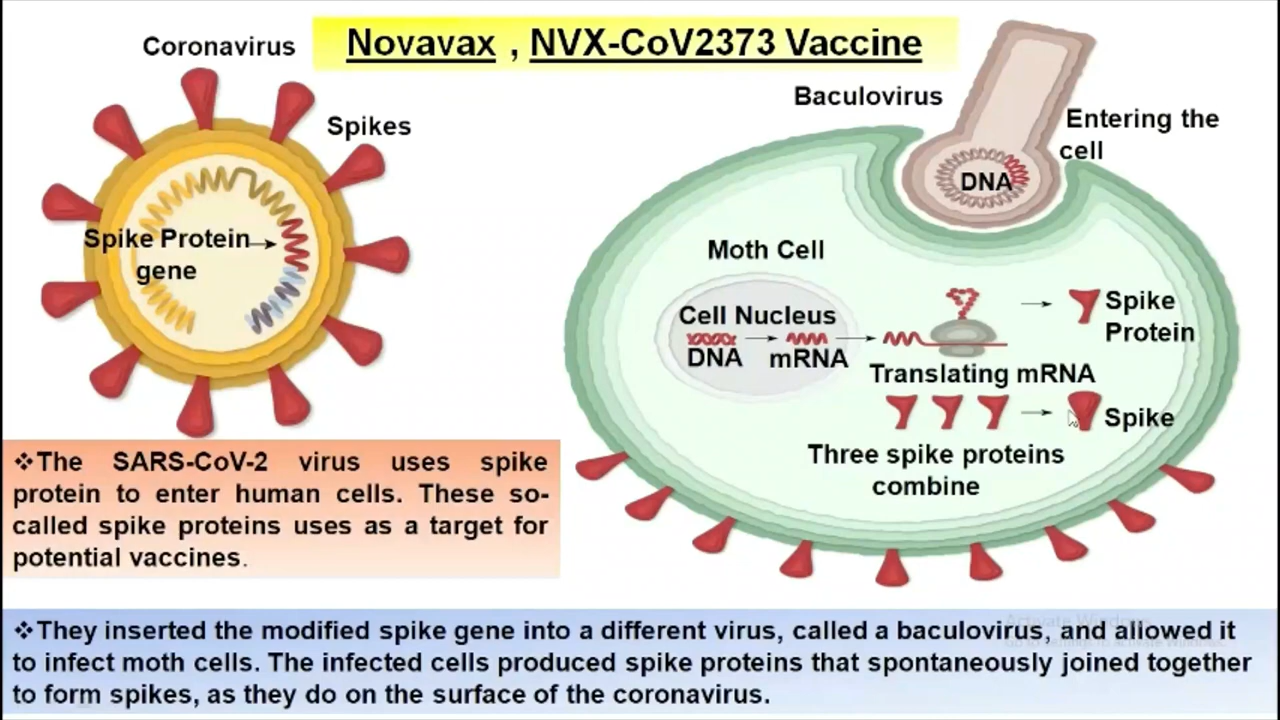 Novavax , NVX-CoV2373 Vaccine
Coronavirus
Spikes
Spike Protein
gene
Baculovirus
Entering the
cell
DNA
Moth Cell
Cell Nucleus
DNA
mRNA
Spike
Protein
Translating mRNA
Spike
Three spike proteins
combine
❖The SARS-CoV-2 virus uses spike
protein to enter human cells. These so-
called spike proteins uses as a target for
potential vaccines.
❖They inserted the modified spike gene into a different virus, called a baculovirus, and allowed it
to infect moth cells. The infected cells produced spike proteins that spontaneously joined together
to form spikes, as they do on the surface of the coronavirus.
Activate Windows